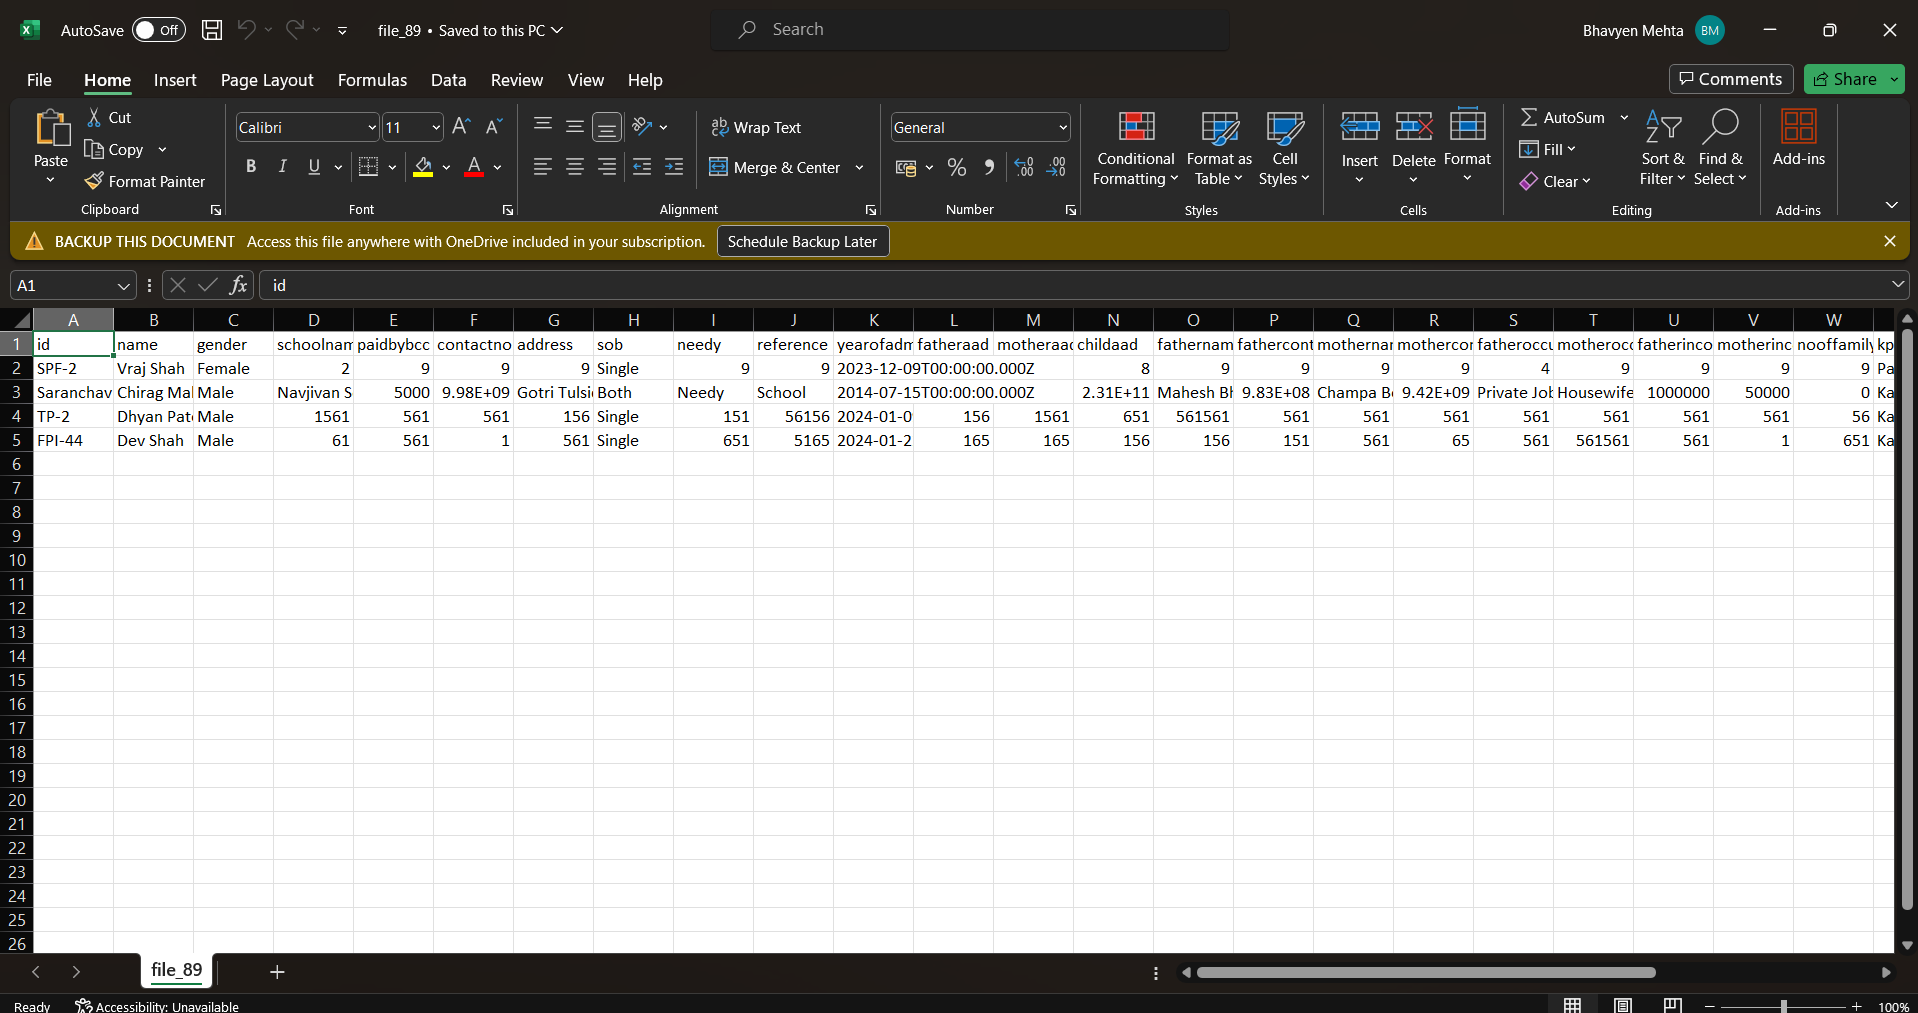 AutoSave Off file_89 • Saved to this PC Search Bhavyen Mehta BM
File Home Insert Page Layout Formulas Data Review View Help Comments Share
Paste Cut Copy Format Painter Clipboard
Calibri 11 B I U A Font
Wrap Text Merge & Center Alignment
General % Number
Conditional Formatting Format as Table Cell Styles Styles
Insert Delete Format Cells
AutoSum Fill Clear Sort & Filter Find & Select Editing
Add-ins Add-ins
BACKUP THIS DOCUMENT Access this file anywhere with OneDrive included in your subscription. Schedule Backup Later
A1 fx id
A B C D E F G H I J K L M N O P Q R S T U V W
1 id name gender schoolnam paidbybcc contactno address sob needy reference yearofadm fatheraad motheraad childaad fathernam fathercont mothernar mothercor fatheroccu motherocc fatherinco motherinc nooffamily kp
2 SPF-2 Vraj Shah Female 2 9 9 9 Single 9 9 2023-12-09T00:00:00.000Z 8 9 9 9 9 4 9 9 9 9 Pa
3 Saranchav Chirag Mal Male Navjivan S 5000 9.98E+09 Gotri Tulsi Both Needy School 2014-07-15T00:00:00.000Z 2.31E+11 Mahesh Bh 9.83E+08 Champa Be 9.42E+09 Private Job Housewife 1000000 50000 0 Ka
4 TP-2 Dhyan Pate Male 1561 561 561 156 Single 151 56156 2024-01-0 156 1561 651 561561 561 561 561 561 561 561 561 56 Ka
5 FPI-44 Dev Shah Male 61 561 1 561 Single 651 5165 2024-01-2 165 165 156 156 151 561 65 561 561561 561 1 651 Ka
6
7
8
9
10
11
12
13
14
15
16
17
18
19
20
21
22
23
24
25
26
file_89
Ready Accessibility: Unavailable 100%